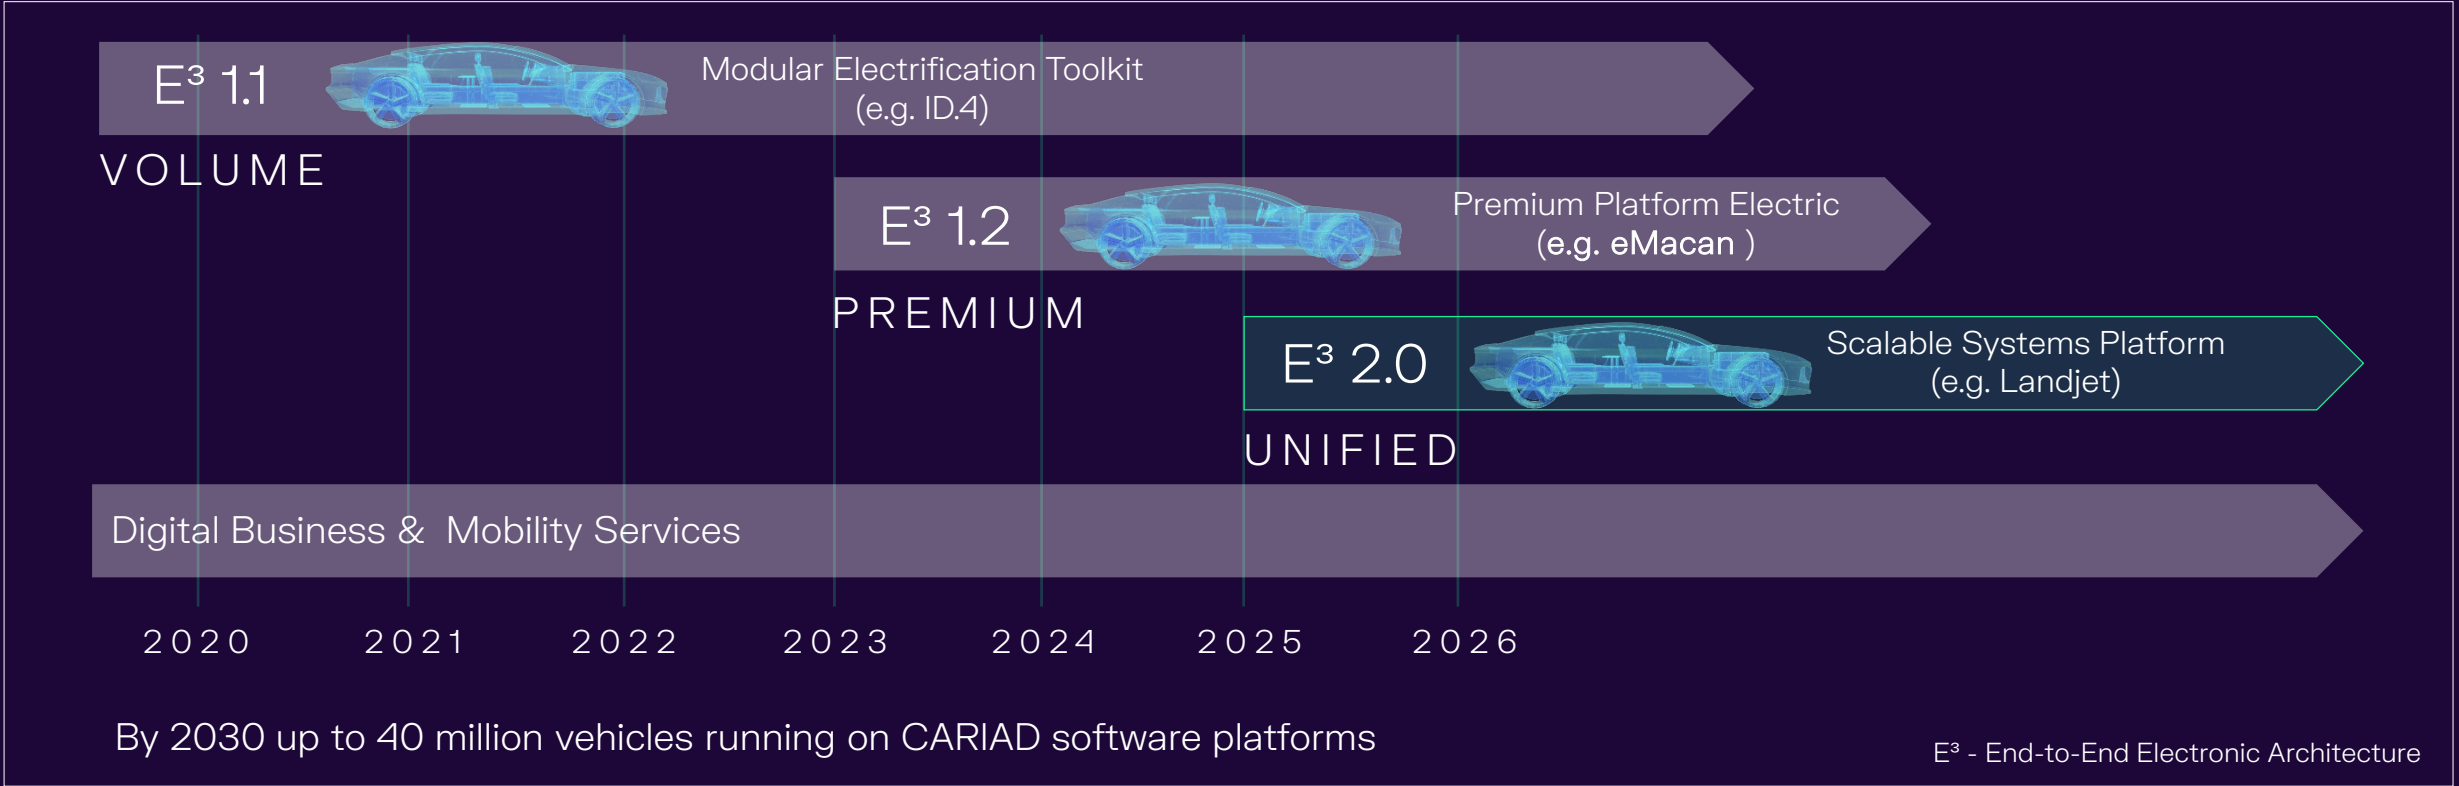 E³ 1.1
Modular Electrification Toolkit
(e.g. ID.4)
VOLUME
E³ 1.2
Premium Platform Electric
(e.g. eMacan )
PREMIUM
E³ 2.0
Scalable Systems Platform
(e.g. Landjet)
UNIFIED
Digital Business &  Mobility Services
2020 2021 2022 2023 2024 2025 2026
By 2030 up to 40 million vehicles running on CARIAD software platforms
E³ - End-to-End Electronic Architecture